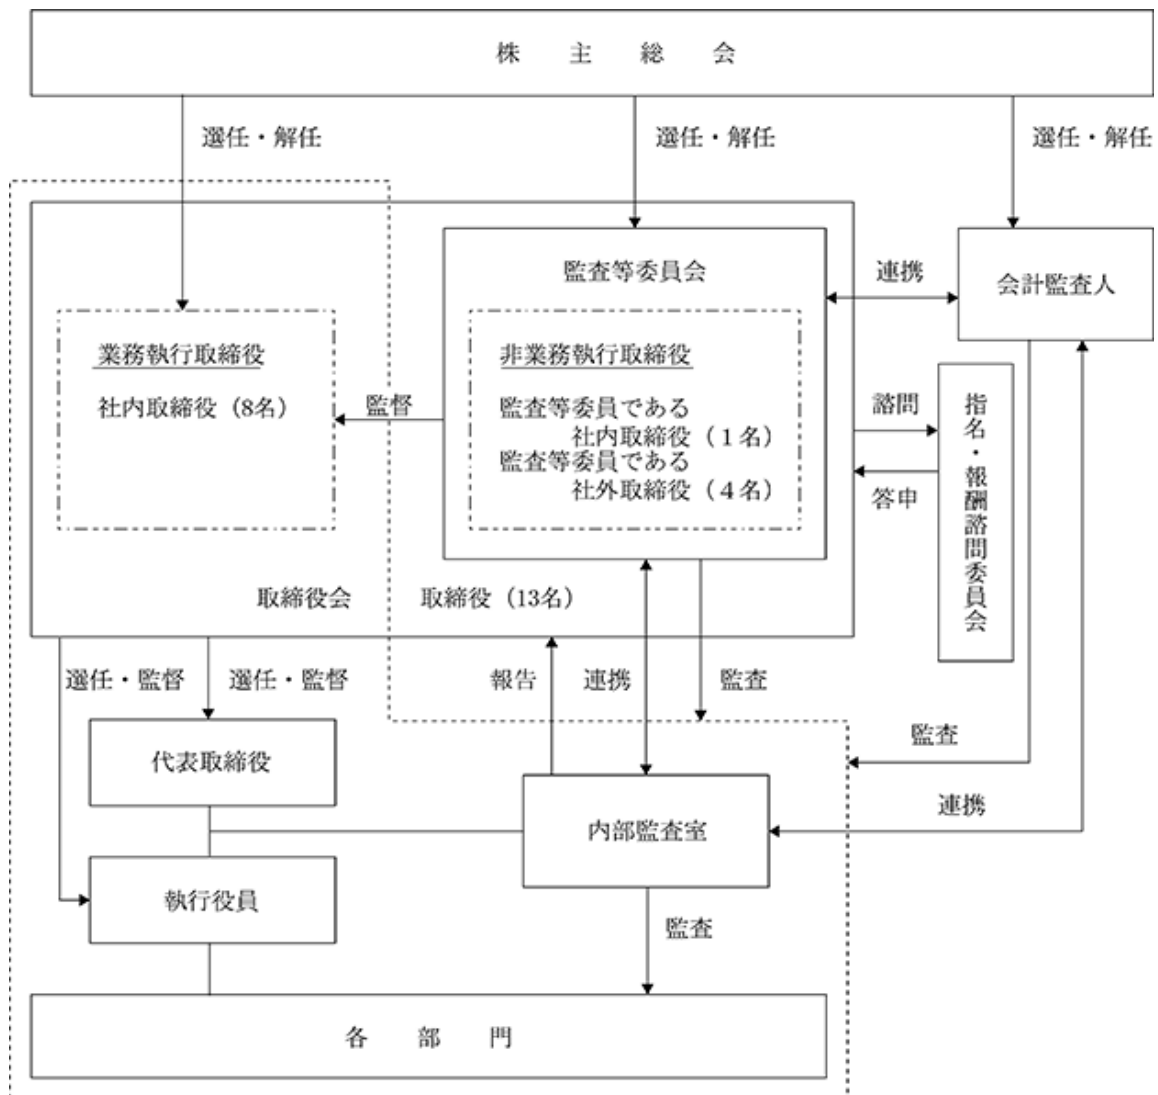 株主総会
選任・解任
選任・解任
選任・解任
監査等委員会
連携
会計監査人
業務執行取締役
社内取締役（8名）
監督
非業務執行取締役
監査等委員である
社内取締役（１名）
監査等委員である
社外取締役（４名）
諮問
答申
指名・報酬諮問委員会
取締役会
取締役（13名）
選任・監督
選任・監督
報告
連携
監査
代表取締役
監査
連携
内部監査室
執行役員
監査
各部門